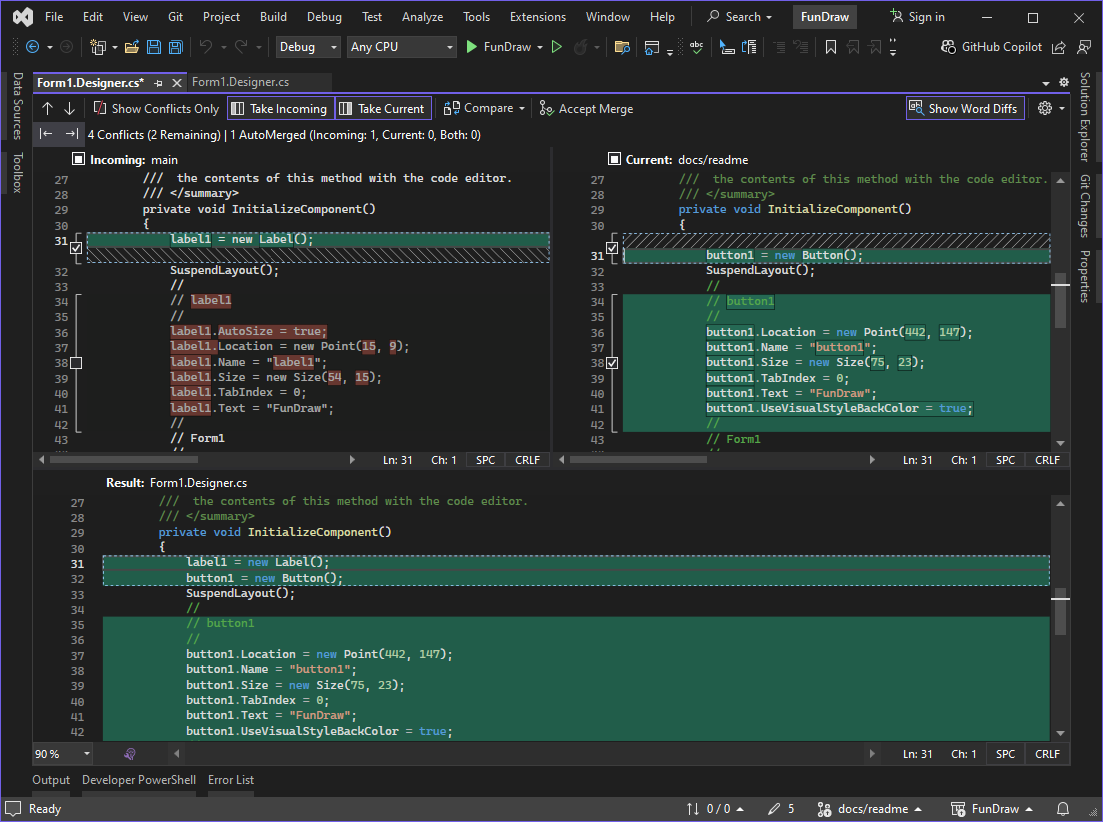 File Edit View Git Project Build Debug Test Analyze Tools Extensions Window Help Search FunDraw Sign in
Debug Any CPU FunDraw abc GitHub Copilot
Data Sources
Toolbox
Form1.Designer.cs* Form1.Designer.cs
Show Conflicts Only Take Incoming Take Current Compare Accept Merge Show Word Diffs
4 Conflicts (2 Remaining) | 1 AutoMerged (Incoming: 1, Current: 0, Both: 0)
Incoming: main
27 /// the contents of this method with the code editor.
28 /// </summary>
29 private void InitializeComponent()
30 {
31 label1 = new Label();
32 SuspendLayout();
33 //
34 // label1
35 //
36 label1.AutoSize = true;
37 label1.Location = new Point(15, 9);
38 label1.Name = "label1";
39 label1.Size = new Size(54, 15);
40 label1.TabIndex = 0;
41 label1.Text = "FunDraw";
42 //
43 // Form1
Ln: 31 Ch: 1 SPC CRLF
Current: docs/readme
27 /// the contents of this method with the code editor.
28 /// </summary>
29 private void InitializeComponent()
30 {
31 button1 = new Button();
32 SuspendLayout();
33 //
34 // button1
35 //
36 button1.Location = new Point(442, 147);
37 button1.Name = "button1";
38 button1.Size = new Size(75, 23);
39 button1.TabIndex = 0;
40 button1.Text = "FunDraw";
41 button1.UseVisualStyleBackColor = true;
42 //
43 // Form1
Ln: 31 Ch: 1 SPC CRLF
Result: Form1.Designer.cs
27 /// the contents of this method with the code editor.
28 /// </summary>
29 private void InitializeComponent()
30 {
31 label1 = new Label();
32 button1 = new Button();
33 SuspendLayout();
34 //
35 // button1
36 //
37 button1.Location = new Point(442, 147);
38 button1.Name = "button1";
39 button1.Size = new Size(75, 23);
40 button1.TabIndex = 0;
41 button1.Text = "FunDraw";
42 button1.UseVisualStyleBackColor = true;
90 % Ln: 31 Ch: 1 SPC CRLF
Solution Explorer
Git Changes
Properties
Output Developer PowerShell Error List
Ready 0 / 0 5 docs/readme FunDraw